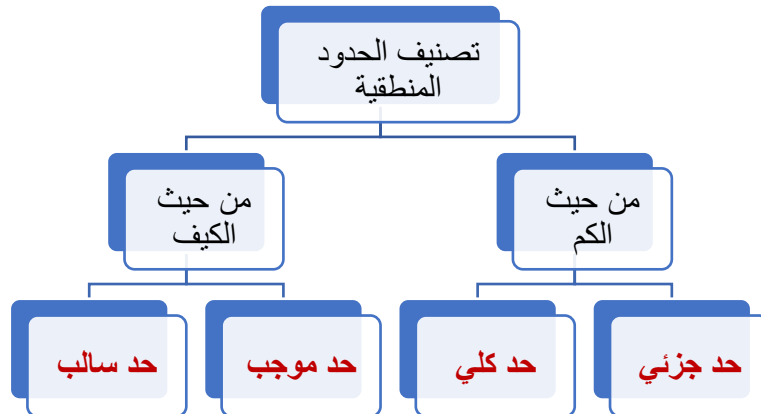 تصنيف الحدود
المنطقية
من حيث
الكم
من حيث
الكيف
حد جزئي
حد كلي
حد موجب
حد سالب